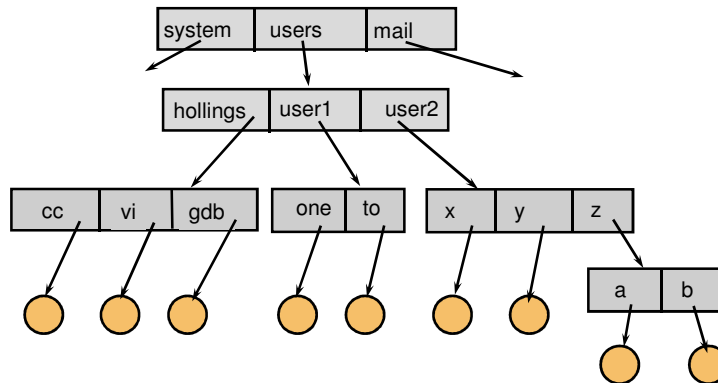 system users mail
hollings user1 user2
cc vi gdb one to x y z
a b